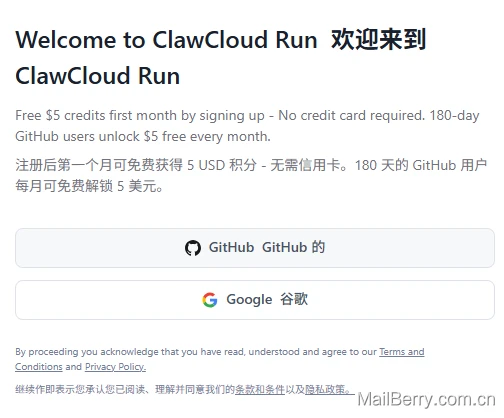 Welcome to ClawCloud Run 欢迎来到
ClawCloud Run
Free $5 credits first month by signing up - No credit card required. 180-day
GitHub users unlock $5 free every month.
注册后第一个月可免费获得 5 USD 积分 - 无需信用卡。180 天的 GitHub 用户
每月可免费解锁 5 美元。
GitHub GitHub 的
Google 谷歌
By proceeding you acknowledge that you have read, understood and agree to our Terms and
Conditions and Privacy Policy.
继续作即表示您承认您已阅读、理解并同意我们的条款和条件以及隐私政策。
MailBerry.com.cn